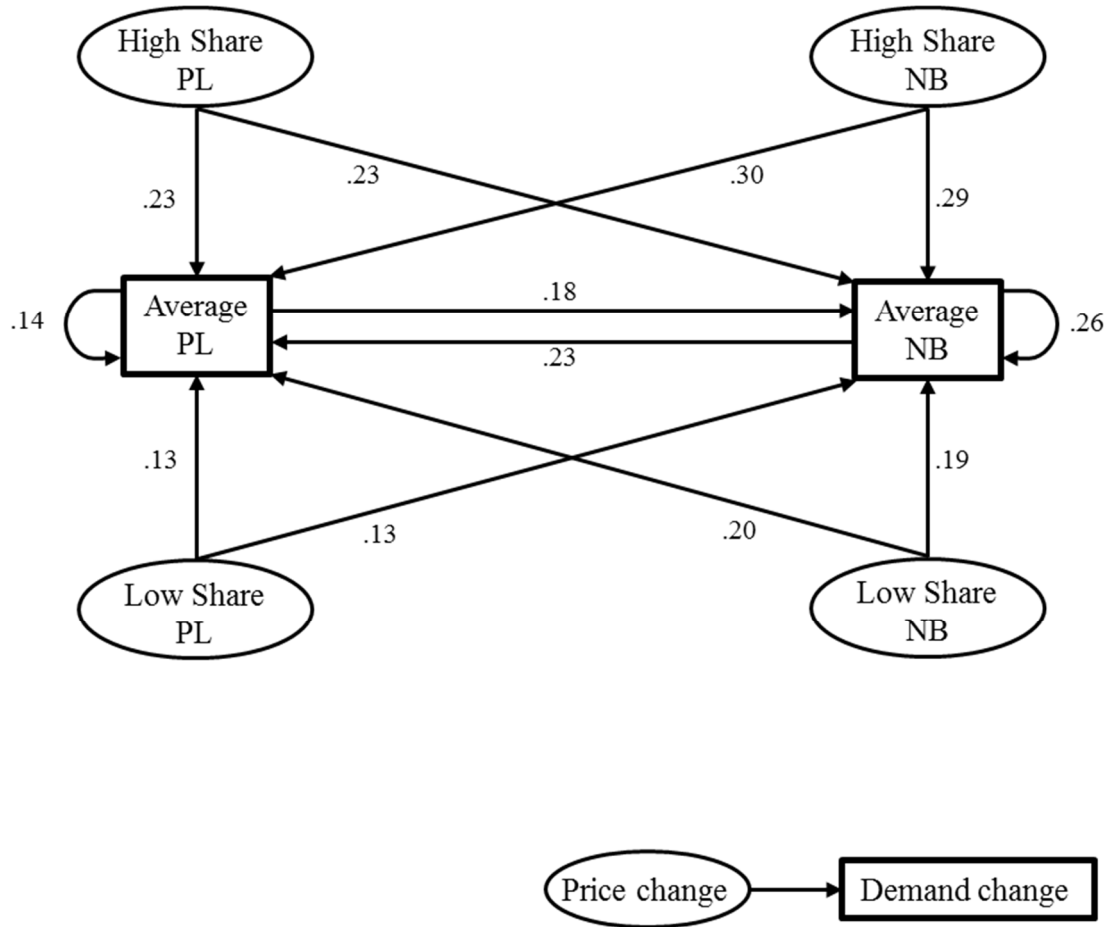 High Share
PL
High Share
NB
.23
.23
.30
.29
Average
PL
.14
.18
.23
Average
NB
.26
.13
.13
.20
.19
Low Share
PL
Low Share
NB
Price change
Demand change